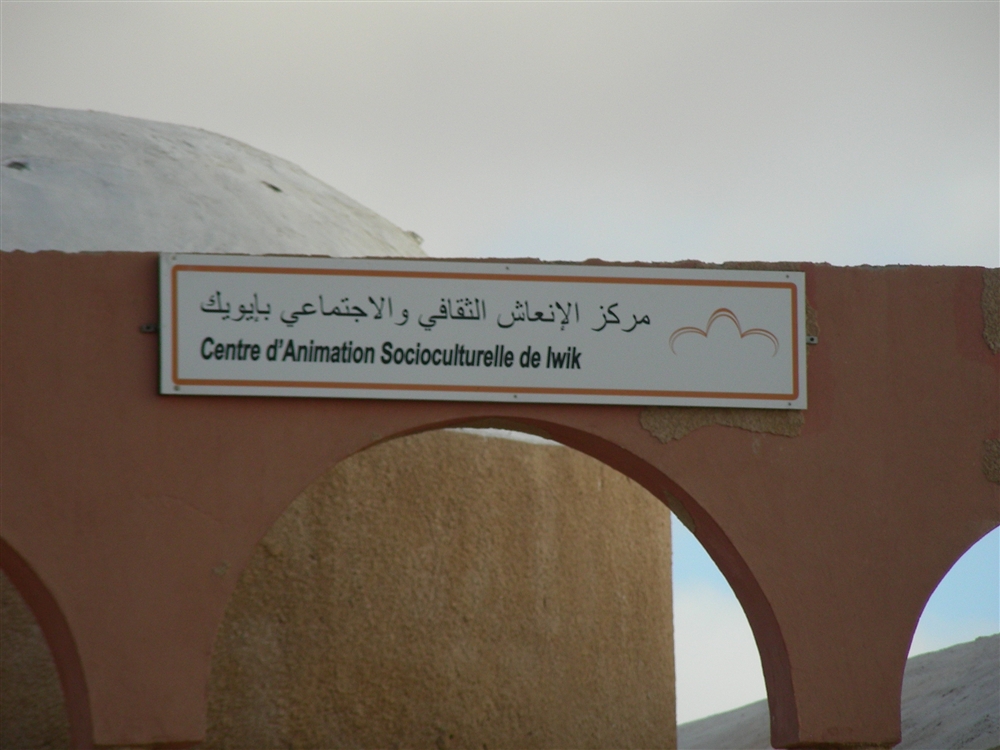 مركز الإنعاش الثقافي والاجتماعي بإيويك
Centre d'Animation Socioculturelle de Iwik